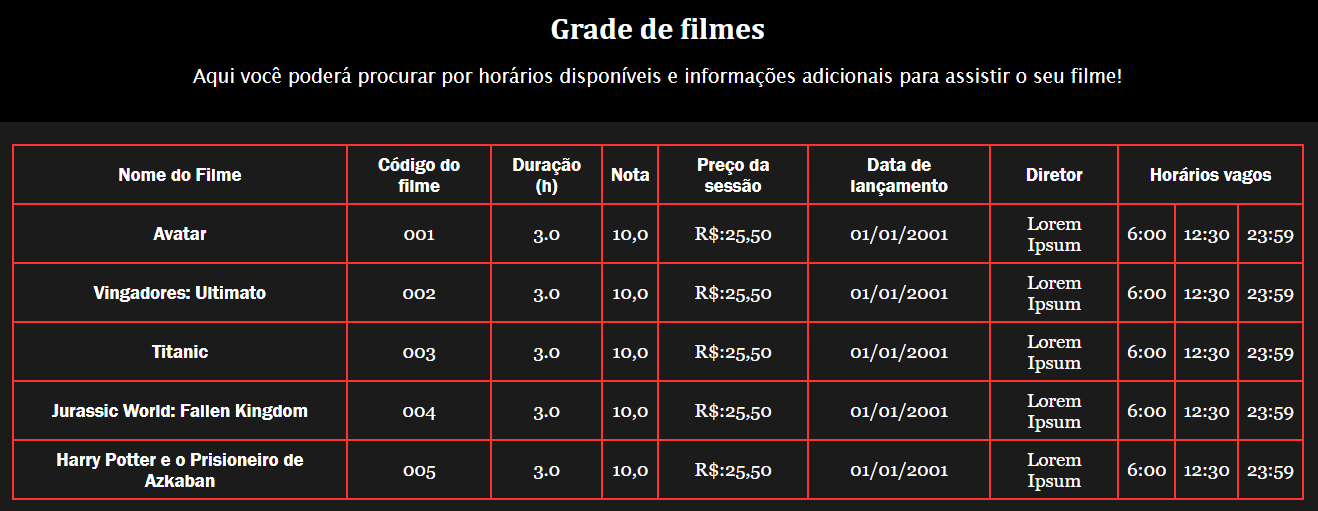 Grade de filmes
Aqui você poderá procurar por horários disponíveis e informações adicionais para assistir o seu filme!
Nome do Filme Código do filme Duração (h) Nota Preço da sessão Data de lançamento Diretor Horários vagos
Avatar 001 3.0 10,0 R$:25,50 01/01/2001 Lorem Ipsum 6:00 12:30 23:59
Vingadores: Ultimato 002 3.0 10,0 R$:25,50 01/01/2001 Lorem Ipsum 6:00 12:30 23:59
Titanic 003 3.0 10,0 R$:25,50 01/01/2001 Lorem Ipsum 6:00 12:30 23:59
Jurassic World: Fallen Kingdom 004 3.0 10,0 R$:25,50 01/01/2001 Lorem Ipsum 6:00 12:30 23:59
Harry Potter e o Prisioneiro de Azkaban 005 3.0 10,0 R$:25,50 01/01/2001 Lorem Ipsum 6:00 12:30 23:59